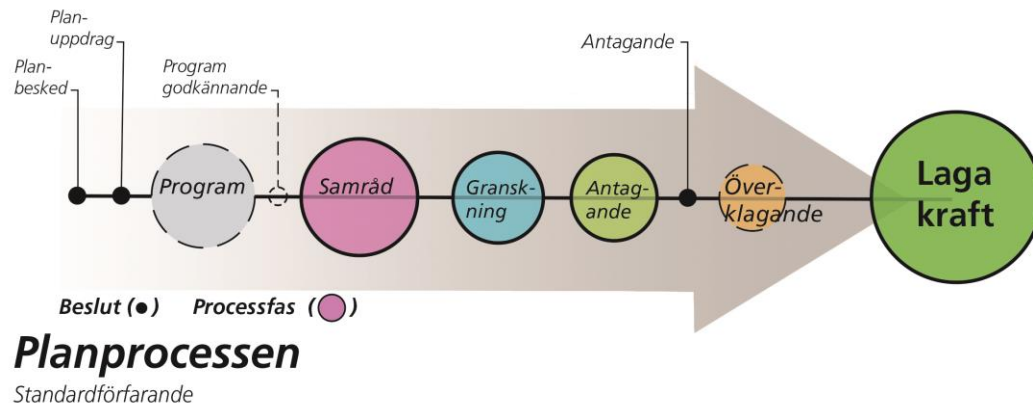 Plan-
uppdrag
Plan-
besked
Program
godkännande
Antagande
Program
Samråd
Gransk-
ning
Antag-
ande
Över-
klagande
Laga
kraft
Beslut (●) Processfas ( )
Planprocessen
Standardförfarande